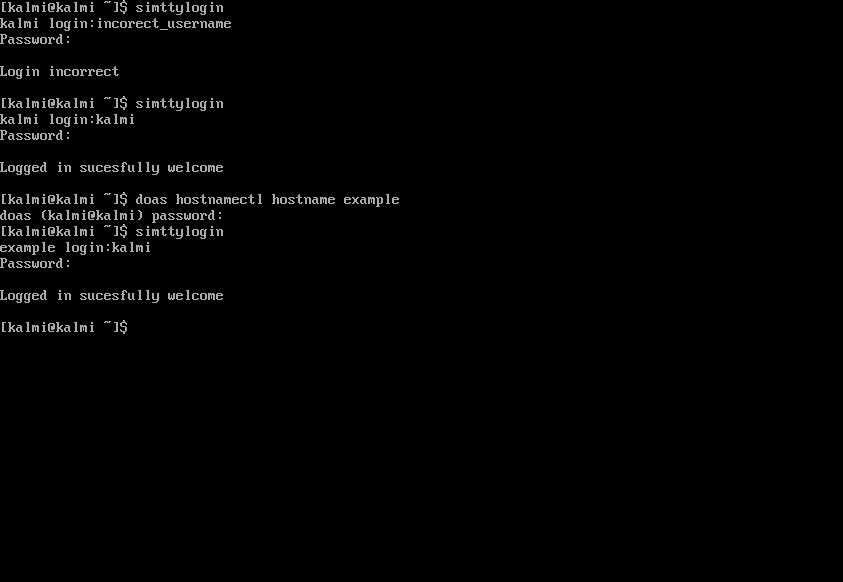 [kalmi@kalmi ~]$ simttylogin
kalmi login:incorect_username
Password:
Login incorrect
[kalmi@kalmi ~]$ simttylogin
kalmi login:kalmi
Password:
Logged in sucesfully welcome
[kalmi@kalmi ~]$ doas hostnamectl hostname example
doas (kalmi@kalmi) password:
[kalmi@kalmi ~]$ simttylogin
example login:kalmi
Password:
Logged in sucesfully welcome
[kalmi@kalmi ~]$